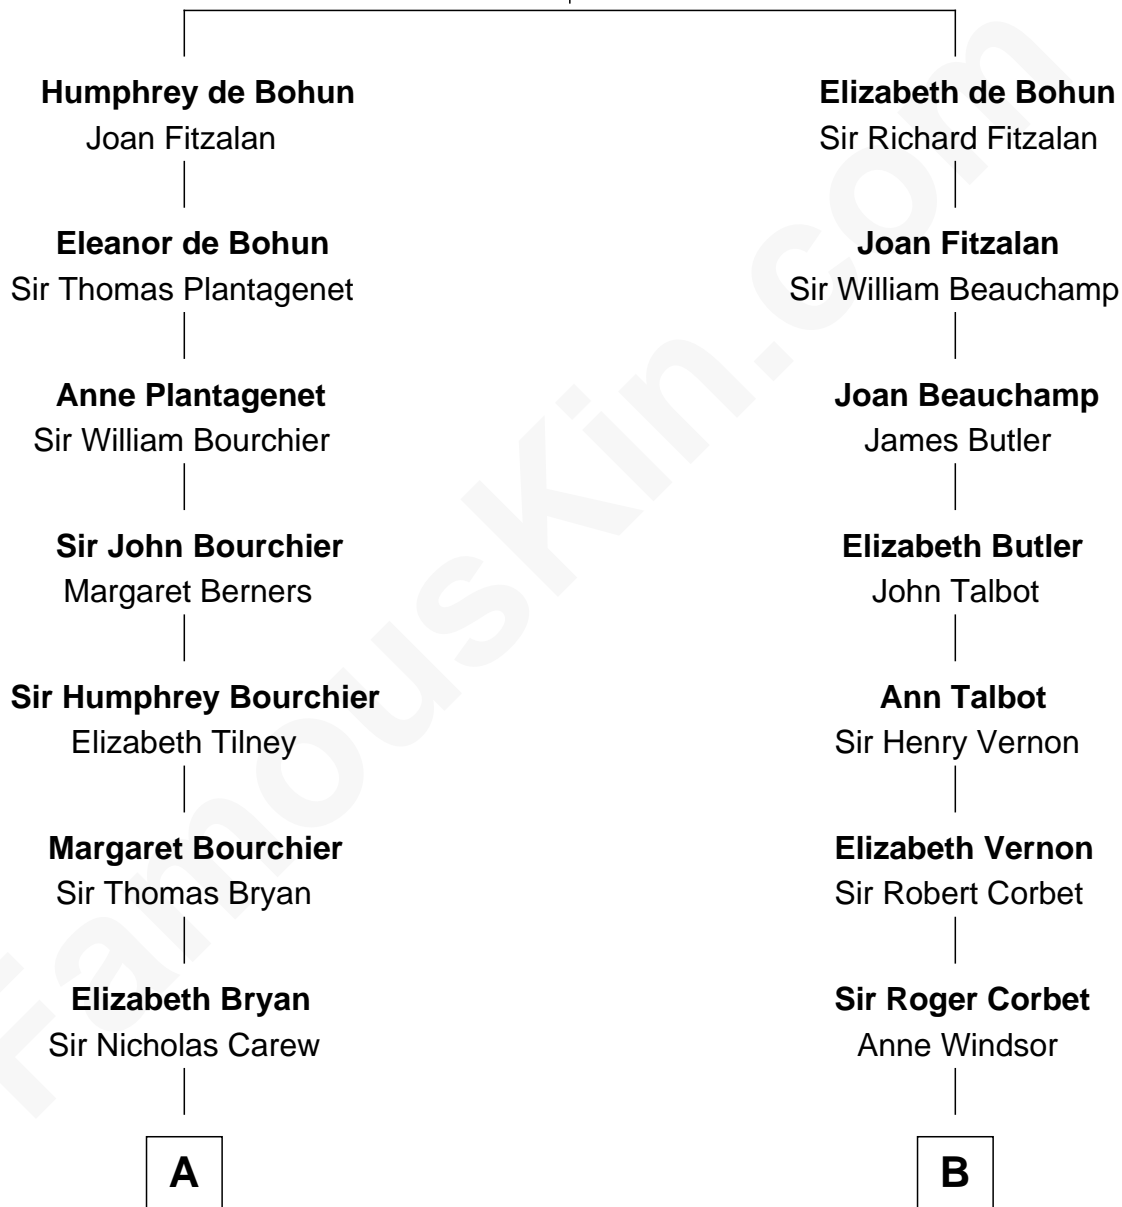 Humphrey de Bohun
Joan Fitzalan
Eleanor de Bohun
Sir Thomas Plantagenet
Anne Plantagenet
Sir William Bourchier
Sir John Bourchier
Margaret Berners
Sir Humphrey Bourchier
Elizabeth Tilney
Margaret Bourchier
Sir Thomas Bryan
Elizabeth Bryan
Sir Nicholas Carew
A
Elizabeth de Bohun
Sir Richard Fitzalan
Joan Fitzalan
Sir William Beauchamp
Joan Beauchamp
James Butler
Elizabeth Butler
John Talbot
Ann Talbot
Sir Henry Vernon
Elizabeth Vernon
Sir Robert Corbet
Sir Roger Corbet
Anne Windsor
B
FamousKin.com